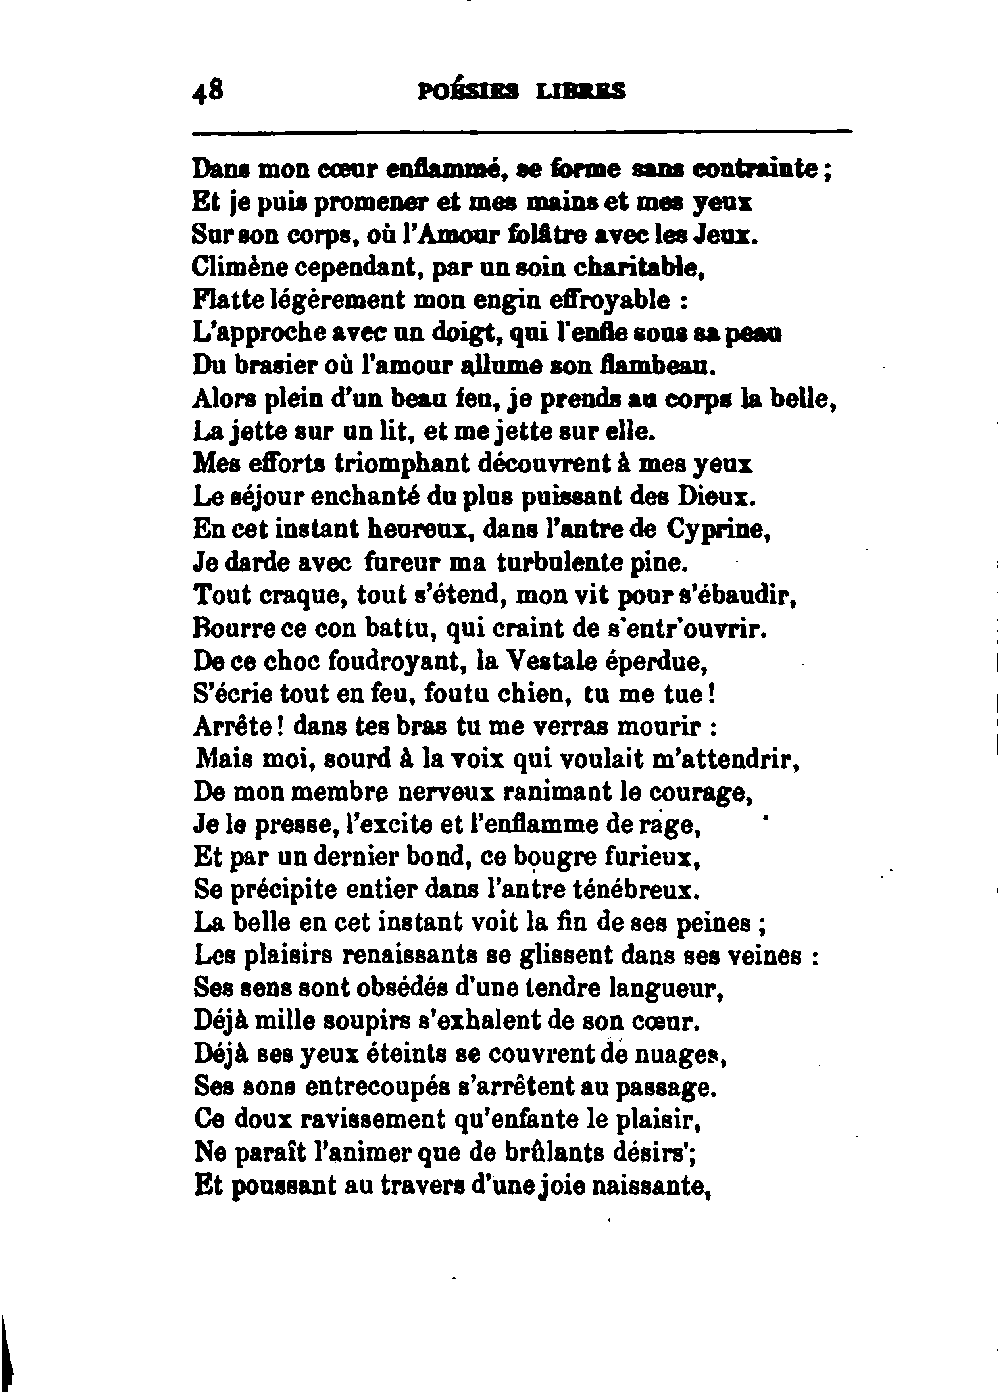 48 POÉSIES LIBRES
Dans mon cœur enflammé, se forme sans contrainte ;
Et je puis promener et mes mains et mes yeux
Sur son corps, où l'Amour folâtre avec les Jeux.
Climène cependant, par un soin charitable,
Flatte légèrement mon engin effroyable :
L'approche avec un doigt, qui l'enfle sous sa peau
Du brasier où l'amour allume son flambeau.
Alors plein d'un beau feu, je prends au corps la belle,
La jette sur un lit, et me jette sur elle.
Mes efforts triomphant découvrent à mes yeux
Le séjour enchanté du plus puissant des Dieux.
En cet instant heureux, dans l'antre de Cyprine,
Je darde avec fureur ma turbulente pine.
Tout craque, tout s'étend, mon vit pour s'ébaudir,
Bourre ce con battu, qui craint de s'entr'ouvrir.
De ce choc foudroyant, la Vestale éperdue,
S'écrie tout en feu, foutu chien, tu me tue !
Arrête ! dans tes bras tu me verras mourir :
Mais moi, sourd à la voix qui voulait m'attendrir,
De mon membre nerveux ranimant le courage,
Je le presse, l'excite et l'enflamme de rage,
Et par un dernier bond, ce bougre furieux,
Se précipite entier dans l'antre ténébreux.
La belle en cet instant voit la fin de ses peines ;
Les plaisirs renaissants se glissent dans ses veines :
Ses sens sont obsédés d'une tendre langueur,
Déjà mille soupirs s'exhalent de son cœur.
Déjà ses yeux éteints se couvrent de nuages,
Ses sons entrecoupés s'arrêtent au passage.
Ce doux ravissement qu'enfante le plaisir,
Ne paraît l'animer que de brûlants désirs ;
Et poussant au travers d'une joie naissante,